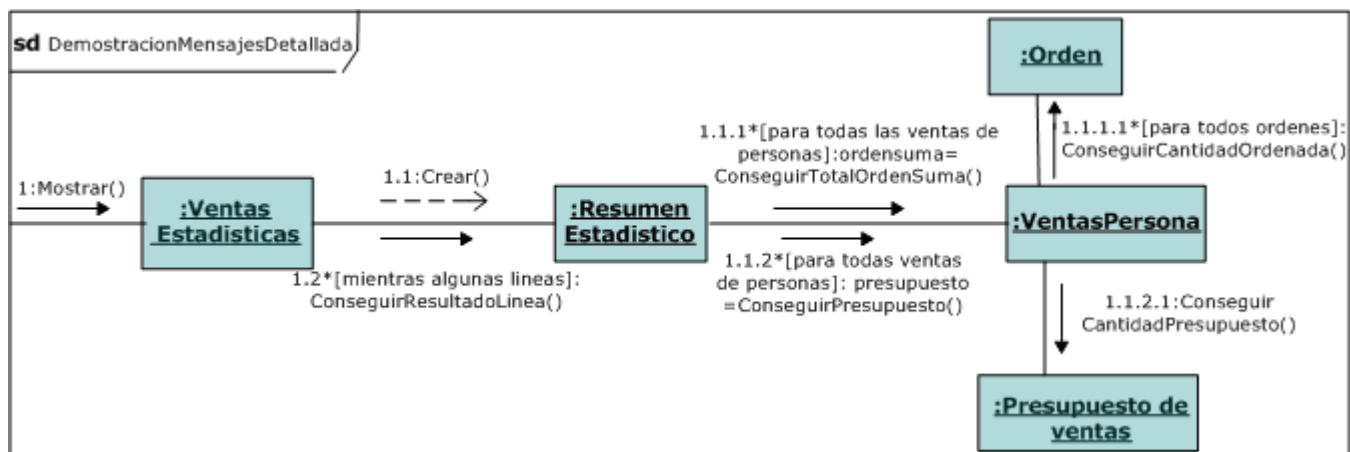 sd DemostracionMensajesDetallada
:Orden
1.1.1*[para todas las ventas de
personas]:ordensuma=
ConseguirTotalOrdenSuma()
1.1.1.1*[para todos ordenes]:
ConseguirCantidadOrdenada()
1:Mostrar()
:Ventas
Estadisticas
1.1:Crear()
:Resumen
Estadistico
:VentasPersona
1.2*[mientras algunas lineas]:
ConseguirResultadoLinea()
1.1.2*[para todas ventas
de personas]: presupuesto
=ConseguirPresupuesto()
1.1.2.1:Conseguir
CantidadPresupuesto()
:Presupuesto de
ventas